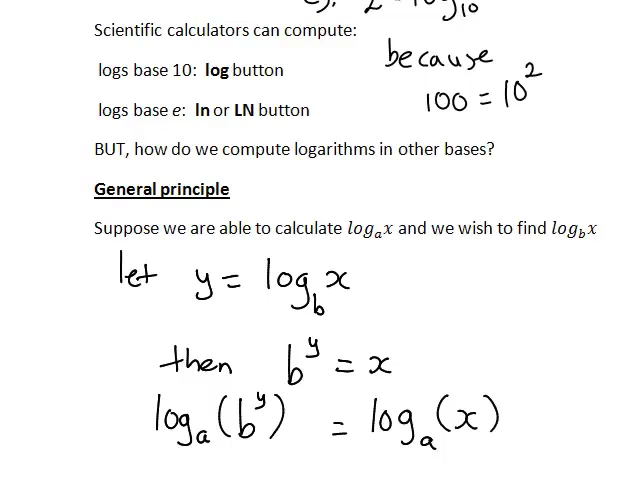 Scientific calculators can compute:
because
logs base 10: log button
100 = 10²
logs base e: ln or LN button
BUT, how do we compute logarithms in other bases?
General principle
Suppose we are able to calculate logₐx and we wish to find log_b x
let y = log_b x
then b^y = x
logₐ(b^y) = logₐ(x)